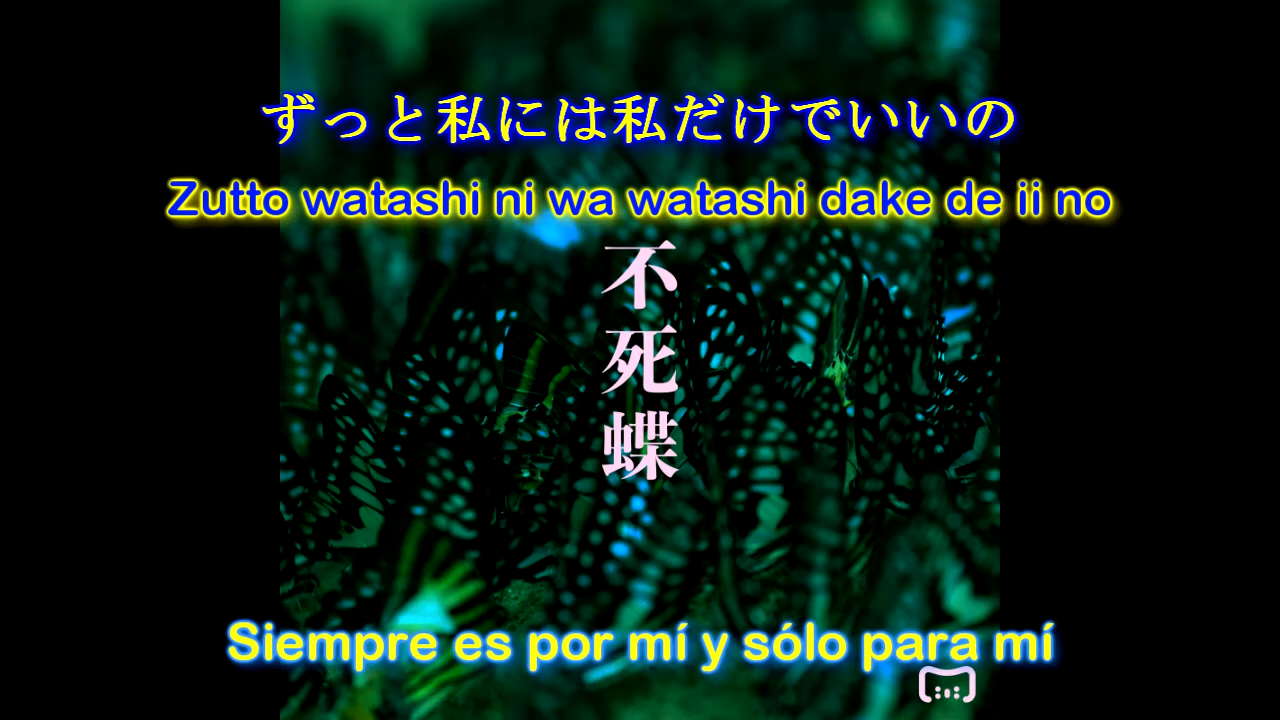 ずっと私には私だけでいいの
Zutto watashi ni wa watashi dake de ii no
不死蝶
Siempre es por mí y sólo para mí